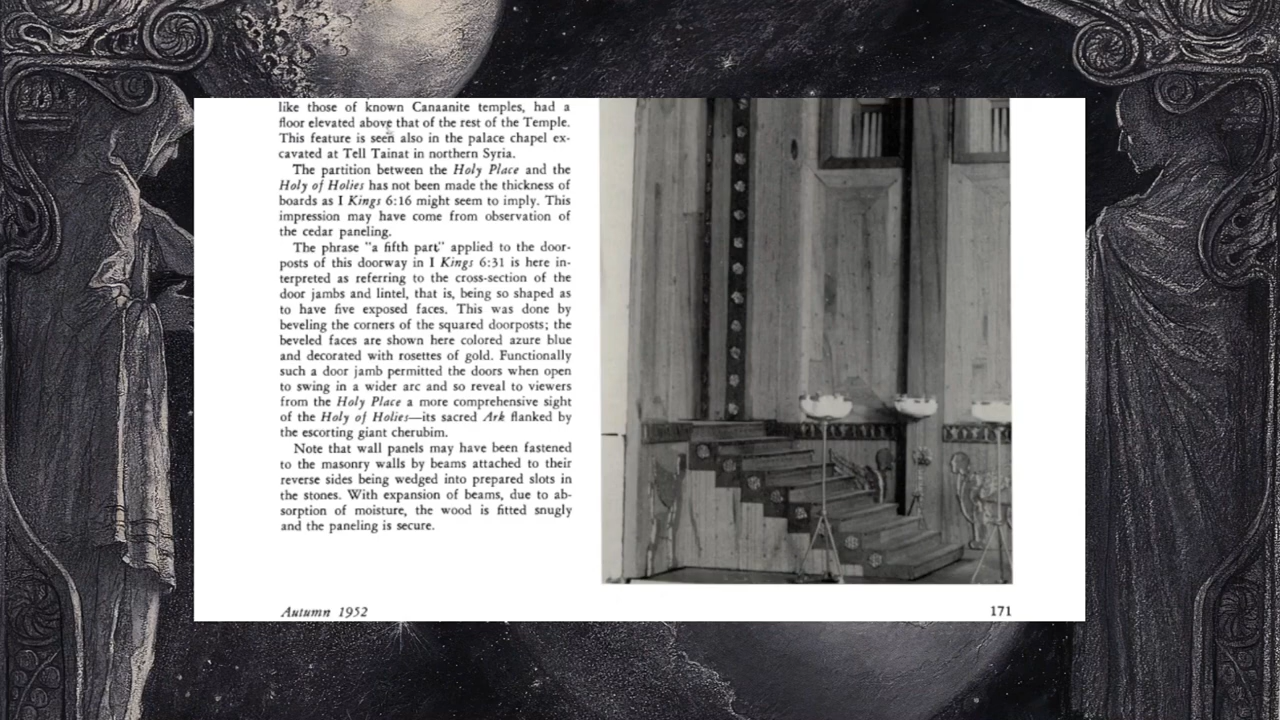 like those of known Canaanite temples, had a
floor elevated above that of the rest of the Temple.
This feature is seen also in the palace chapel ex-
cavated at Tell Tainat in northern Syria.
The partition between the Holy Place and the
Holy of Holies has not been made the thickness of
boards as I Kings 6:16 might seem to imply. This
impression may have come from observation of
the cedar paneling.
The phrase "a fifth part" applied to the door-
posts of this doorway in I Kings 6:31 is here in-
terpreted as referring to the cross-section of the
door jambs and lintel, that is, being so shaped as
to have five exposed faces. This was done by
beveling the corners of the squared doorposts; the
beveled faces are shown here colored azure blue
and decorated with rosettes of gold. Functionally
such a door jamb permitted the doors when open
to swing in a wider arc and so reveal to viewers
from the Holy Place a more comprehensive sight
of the Holy of Holies—its sacred Ark flanked by
the escorting giant cherubim.
Note that wall panels may have been fastened
to the masonry walls by beams attached to their
reverse sides being wedged into prepared slots in
the stones. With expansion of beams, due to ab-
sorption of moisture, the wood is fitted snugly
and the paneling is secure.
Autumn 1952
171